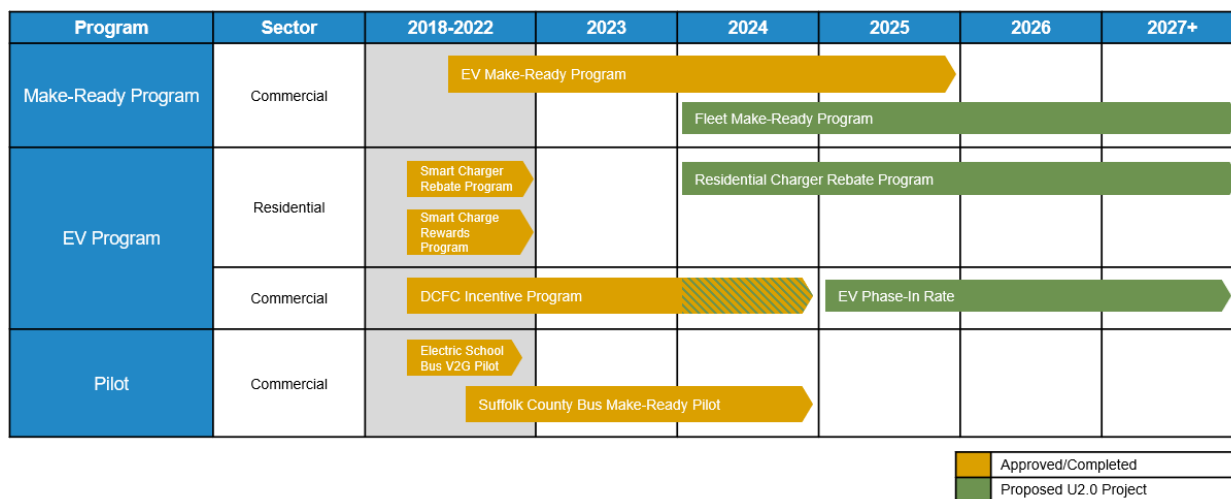 Program Sector 2018-2022 2023 2024 2025 2026 2027+
Make-Ready Program
Commercial
EV Make-Ready Program
Fleet Make-Ready Program
EV Program
Residential
Smart Charger
Rebate Program
Residential Charger Rebate Program
Smart Charge
Rewards
Program
Commercial
DCFC Incentive Program
EV Phase-In Rate
Pilot
Commercial
Electric School
Bus V2G Pilot
Suffolk County Bus Make-Ready Pilot
Approved/Completed
Proposed U2.0 Project